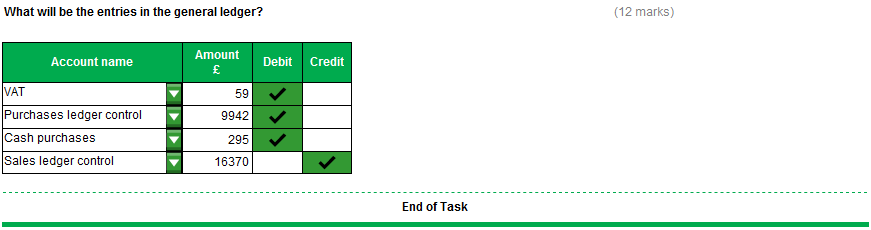 What will be the entries in the general ledger? (12 marks)
Account name Amount £ Debit Credit
VAT 59 ✓
Purchases ledger control 9942 ✓
Cash purchases 295 ✓
Sales ledger control 16370 ✓
End of Task